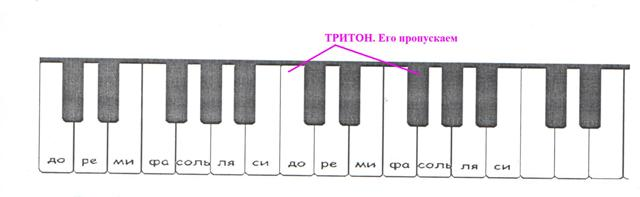 ТРИТОН. Его пропускаем
до ре ми фа соль ля си до ре ми фа соль ля си